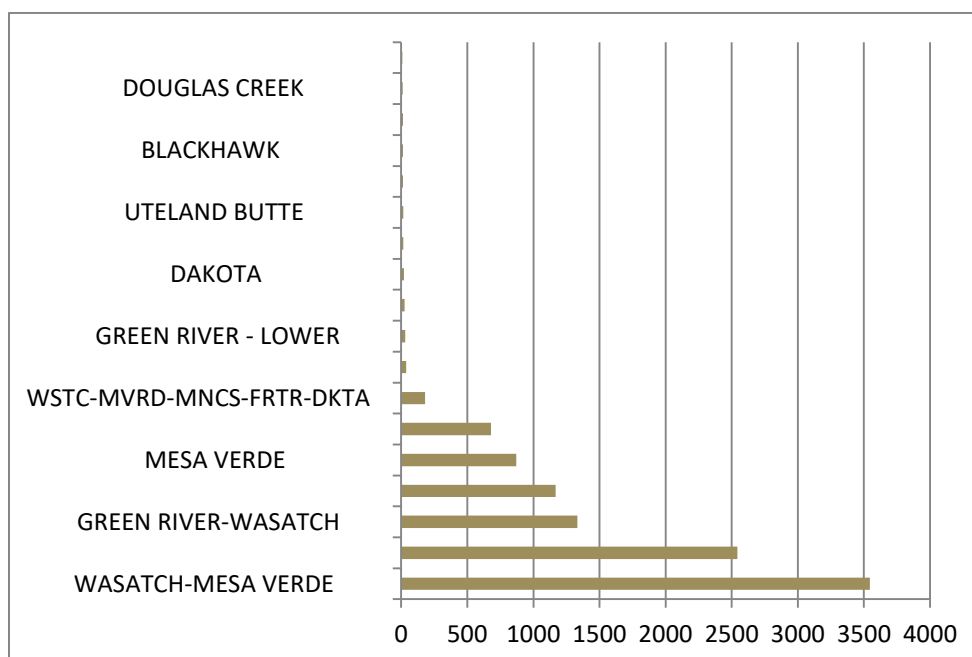 DOUGLAS CREEK
BLACKHAWK
UTELAND BUTTE
DAKOTA
GREEN RIVER - LOWER
WSTC-MVRD-MNCS-FRTR-DKTA
MESA VERDE
GREEN RIVER-WASATCH
WASATCH-MESA VERDE
0 500 1000 1500 2000 2500 3000 3500 4000